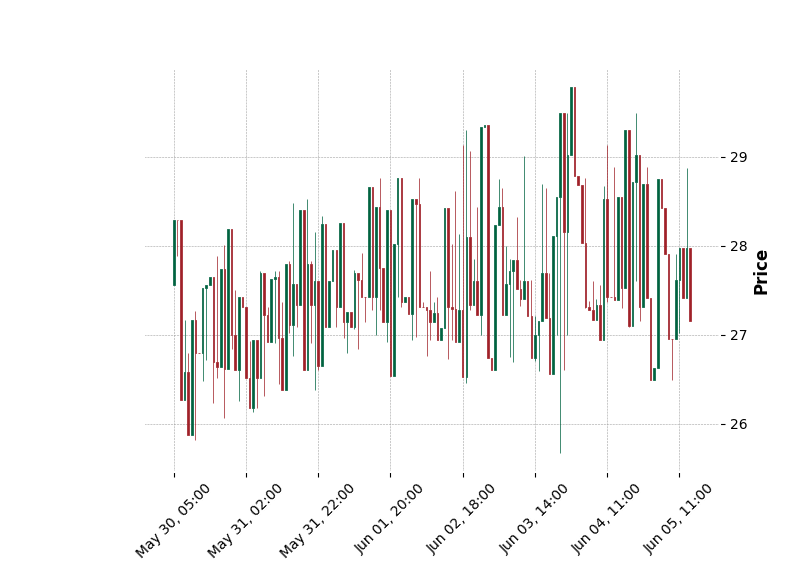 29
28
27
26
Price
May 30, 05:00
May 31, 02:00
May 31, 22:00
Jun 01, 20:00
Jun 02, 18:00
Jun 03, 14:00
Jun 04, 11:00
Jun 05, 11:00